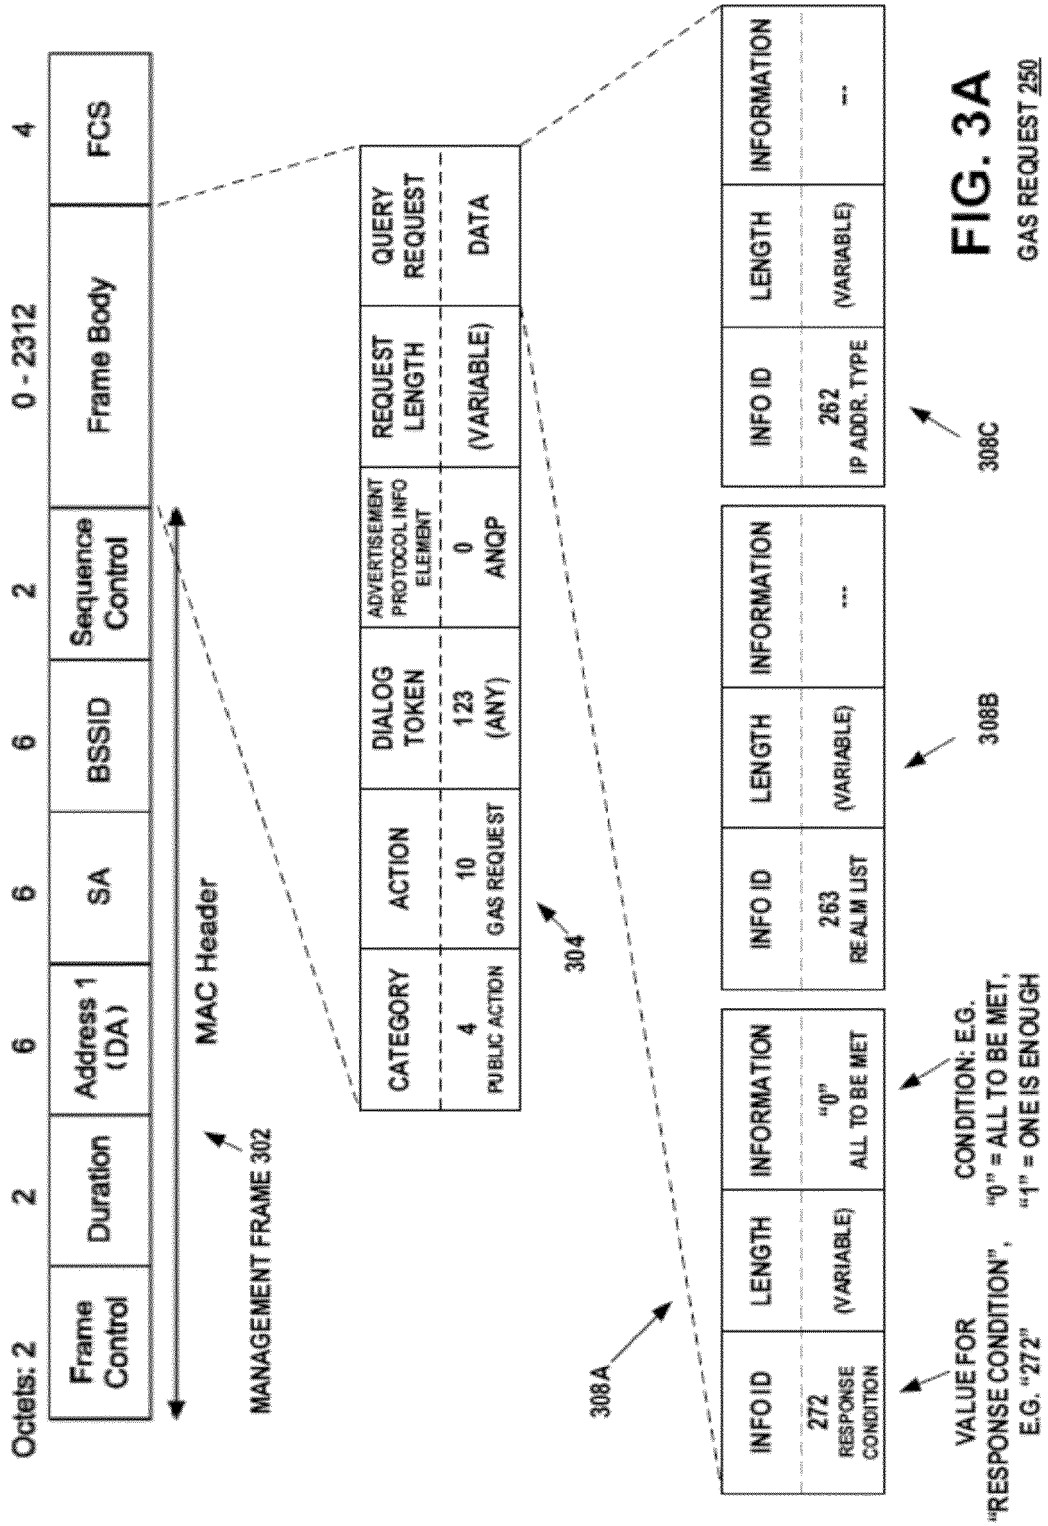 Octets: 2
2
6
6
6
2
0 - 2312
4
Frame
Control
Duration
Address 1
(DA)
SA
BSSID
Sequence
Control
Frame Body
FCS
MAC Header
MANAGEMENT FRAME 302
CATEGORY
ACTION
DIALOG
TOKEN
ADVERTISEMENT
PROTOCOL INFO
ELEMENT
REQUEST
LENGTH
QUERY
REQUEST
4
PUBLIC ACTION
10
GAS REQUEST
123
(ANY)
0
ANQP
(VARIABLE)
DATA
304
308A
INFO ID
LENGTH
INFORMATION
272
RESPONSE
CONDITION
(VARIABLE)
“0”
ALL TO BE MET
INFO ID
LENGTH
INFORMATION
263
REALM LIST
(VARIABLE)
---
INFO ID
LENGTH
INFORMATION
262
IP ADDR. TYPE
(VARIABLE)
---
VALUE FOR
“RESPONSE CONDITION”,
E.G. “272”
CONDITION: E.G.
“0” = ALL TO BE MET,
“1” = ONE IS ENOUGH
308B
308C
FIG. 3A
GAS REQUEST 250